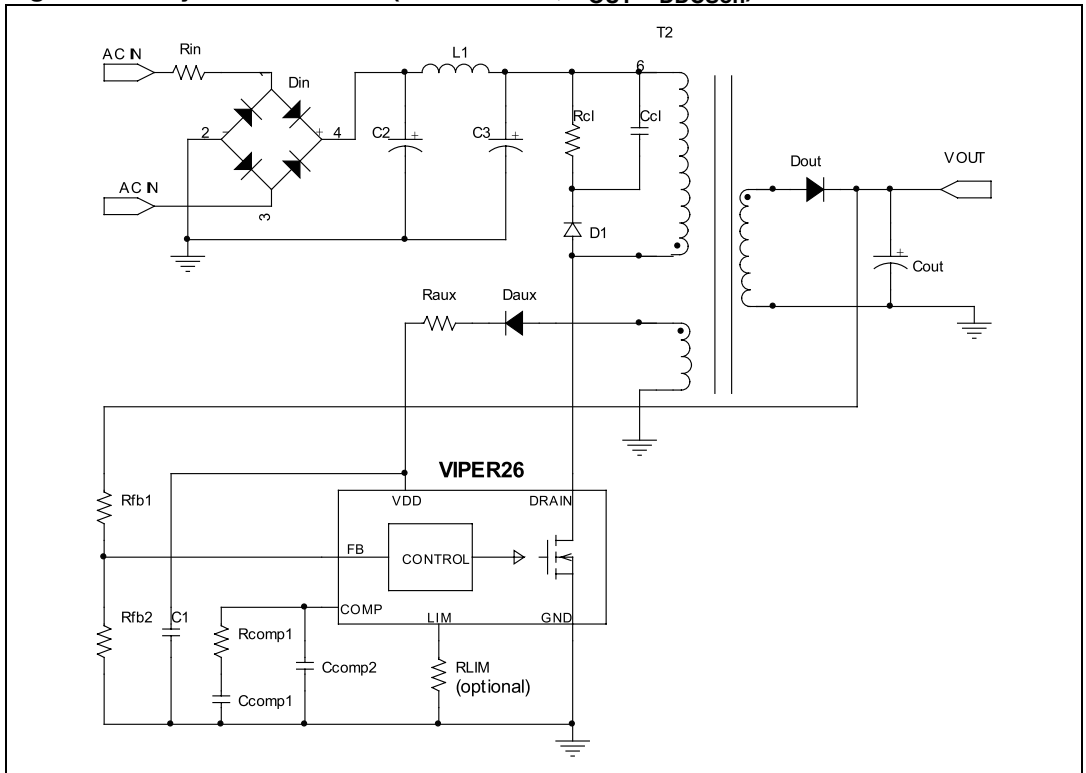 T2
AC IN
Rin
Din
L1
6
2
-
+
4
C2
+
C3
+
Rcl
Ccl
Dout
VOUT
AC IN
3
D1
+
Cout
Raux
Daux
VIPER26
Rfb1
VDD
DRAIN
FB
CONTROL
Rfb2
C1
COMP
LIM
GND
Rcomp1
Ccomp2
RLIM
(optional)
Ccomp1